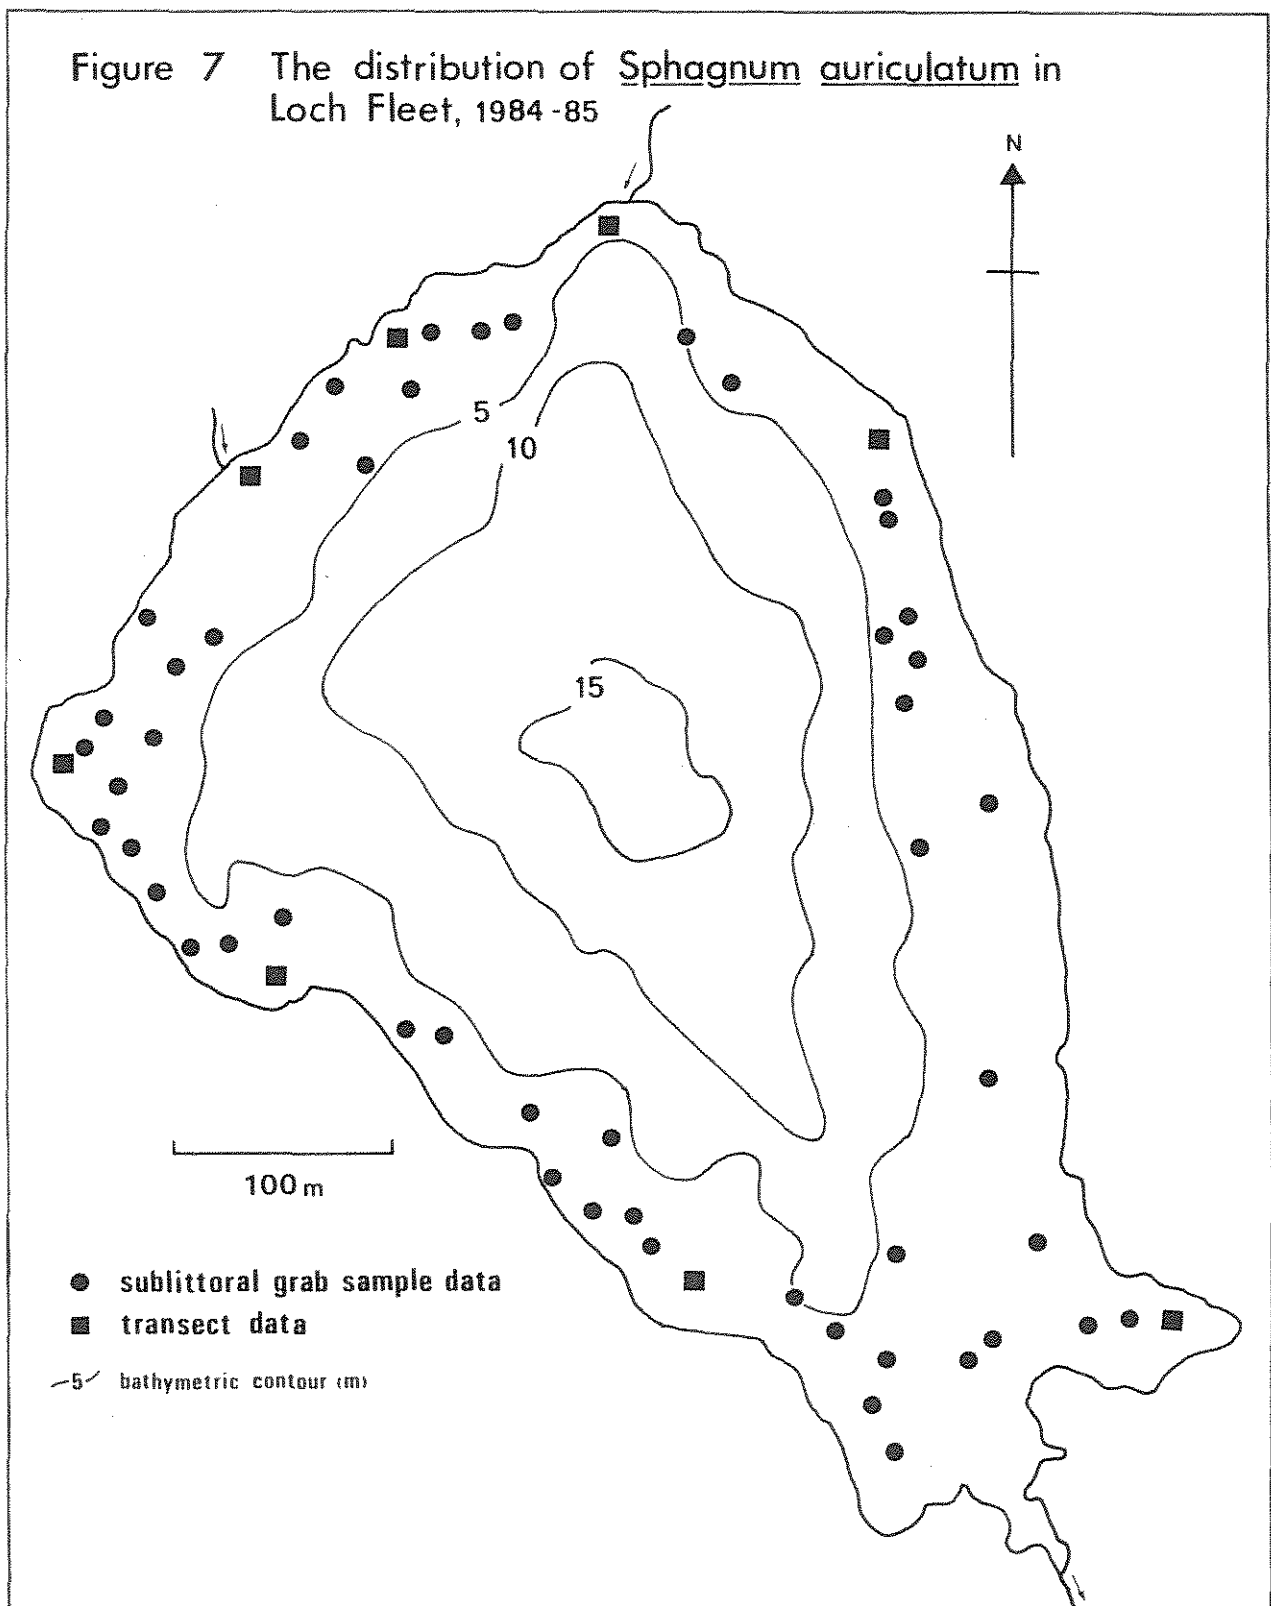 Figure 7 The distribution of Sphagnum auriculatum in
Loch Fleet, 1984-85
N
5
10
15
100 m
sublittoral grab sample data
transect data
5 bathymetric contour (m)